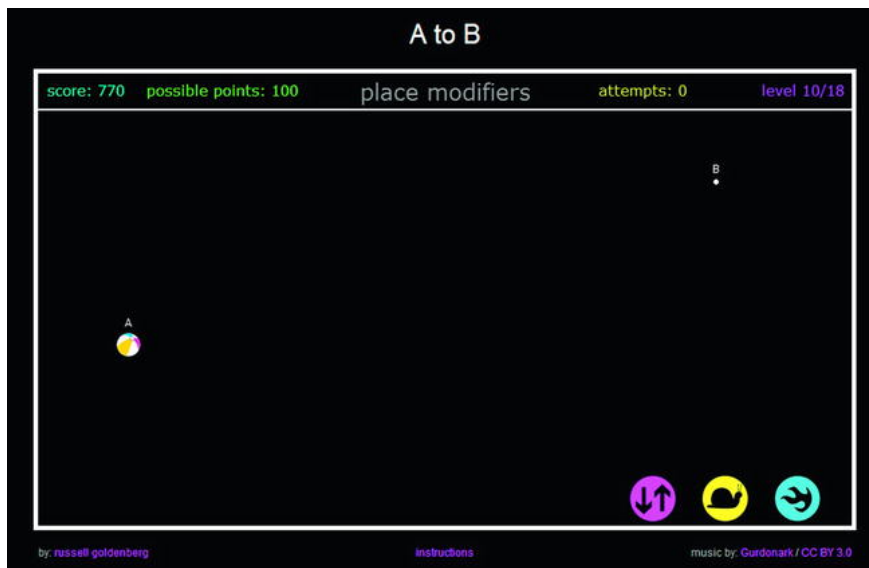 A to B
score: 770 possible points: 100 place modifiers attempts: 0 level 10/18
B
A
by: russell goldenberg instructions music by: Gurdonark / CC BY 3.0